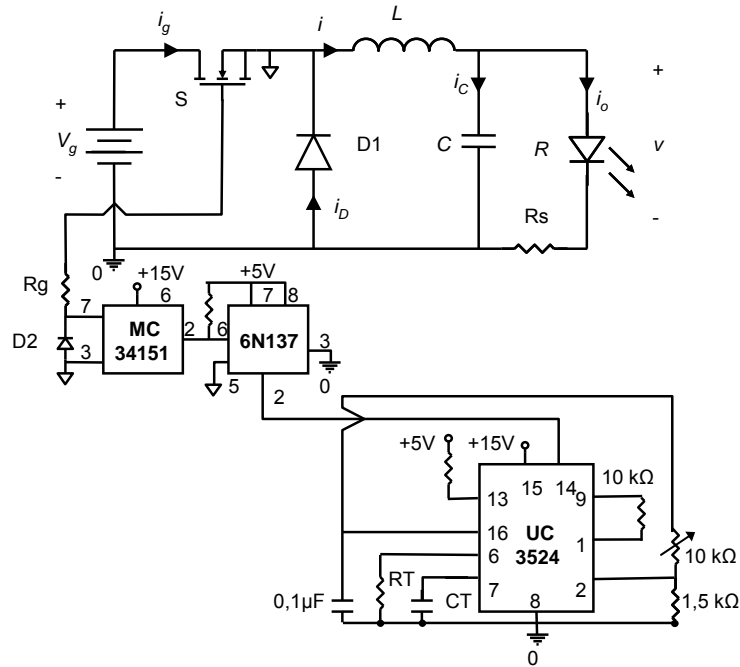 i_g
i
L
S
i_C
i_o
+
+
V_g
D1
C
R
v
-
i_D
-
Rs
0
+15V
+5V
Rg
6
7
8
7
MC
34151
2
6
6N137
3
D2
3
5
0
2
+5V
+15V
10 kΩ
13
15
14
9
16
UC
3524
1
6
10 kΩ
RT
7
2
0,1µF
CT
8
1,5 kΩ
0